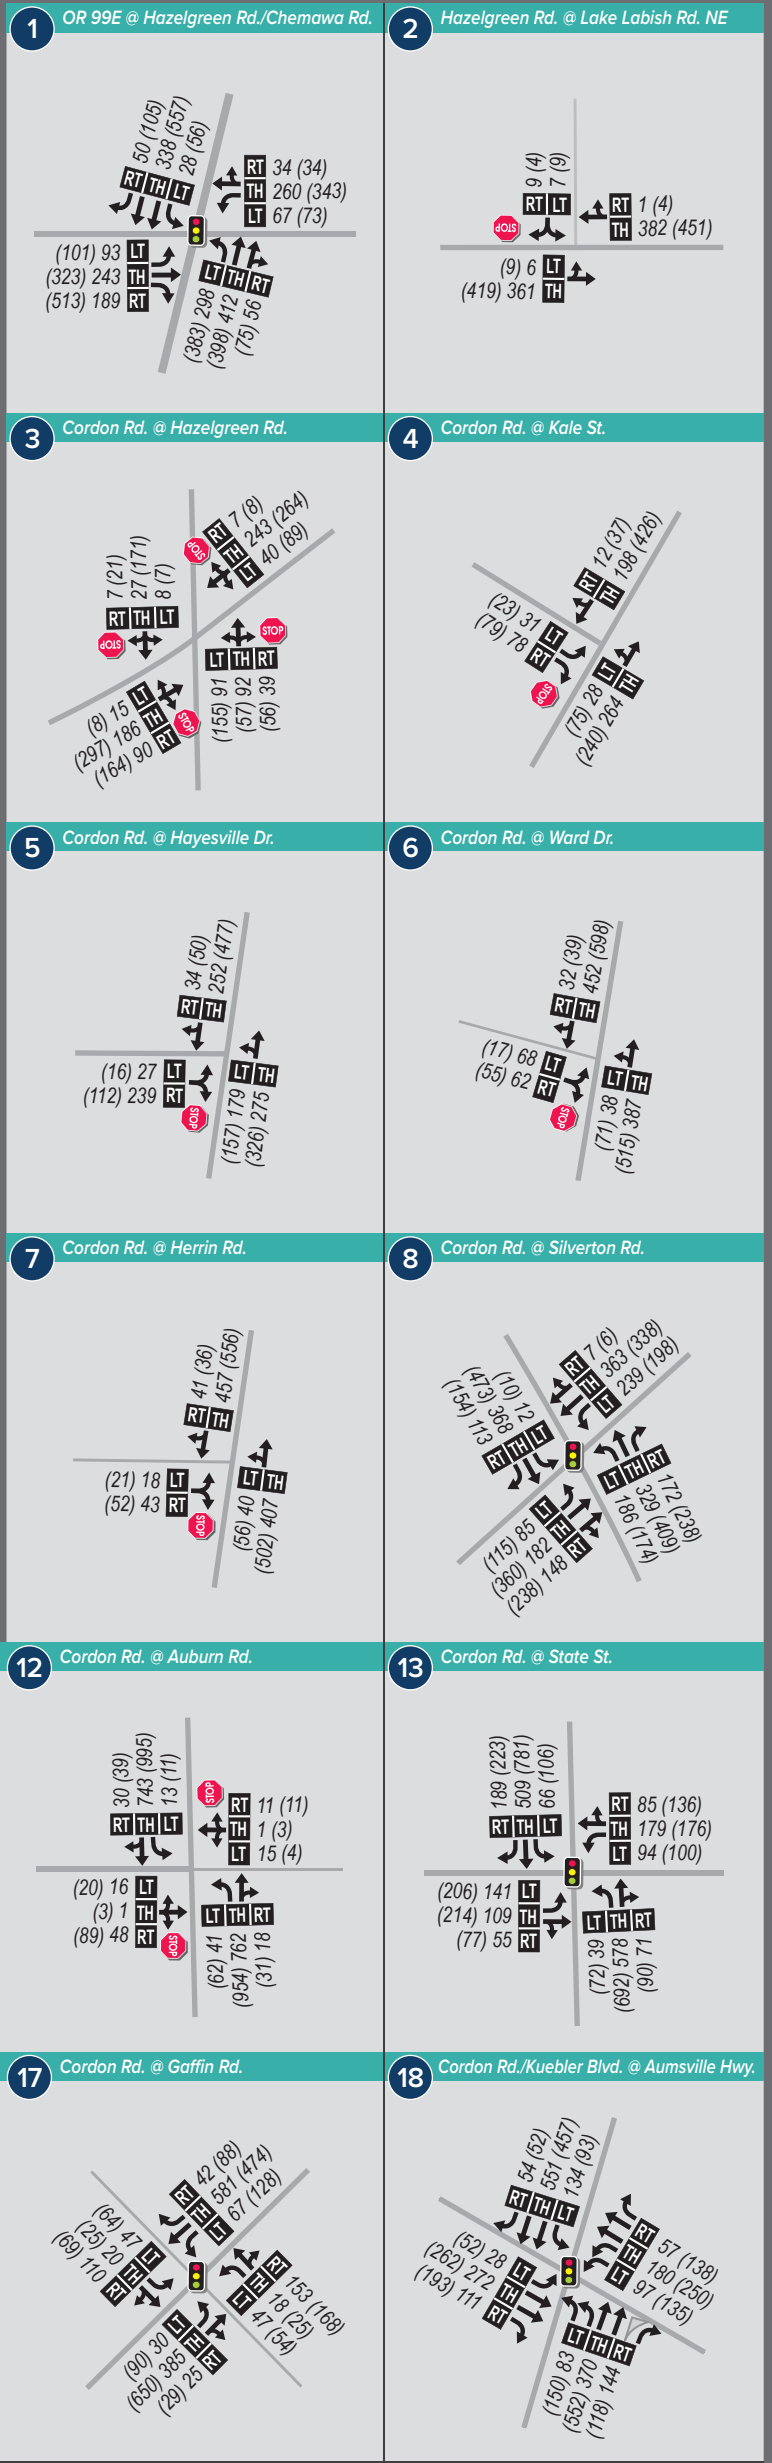 1
OR 99E @ Hazelgreen Rd./Chemawa Rd.
50 (105)
338 (557)
28 (56)
RT TH LT
RT 34 (34)
TH 260 (343)
LT 67 (73)
(101) 93 LT
(323) 243 TH
(513) 189 RT
LT TH RT
(383) 298
(398) 412
(75) 56
2
Hazelgreen Rd. @ Lake Labish Rd. NE
9 (4)
7 (9)
RT LT
STOP
RT 1 (4)
TH 382 (451)
(9) 6 LT
(419) 361 TH
3
Cordon Rd. @ Hazelgreen Rd.
STOP
RT 7 (8)
TH 243 (264)
LT 40 (89)
7 (21)
27 (171)
8 (7)
RT TH LT
STOP
STOP
LT TH RT
(155) 91
(57) 92
(56) 39
(8) 15 LT
(297) 186 TH
(164) 90 RT
STOP
4
Cordon Rd. @ Kale St.
RT 12 (37)
TH 198 (426)
(23) 31 LT
(79) 78 RT
STOP
LT TH
(75) 28
(240) 264
5
Cordon Rd. @ Hayesville Dr.
34 (50)
252 (477)
RT TH
(16) 27 LT
(112) 239 RT
STOP
LT TH
(157) 179
(326) 275
6
Cordon Rd. @ Ward Dr.
32 (39)
452 (598)
RT TH
(17) 68 LT
(55) 62 RT
STOP
LT TH
(71) 38
(515) 387
7
Cordon Rd. @ Herrin Rd.
41 (36)
457 (556)
RT TH
(21) 18 LT
(52) 43 RT
STOP
LT TH
(56) 40
(502) 407
8
Cordon Rd. @ Silverton Rd.
RT 7 (6)
TH 363 (338)
LT 239 (198)
(10) 12
(473) 368
(154) 113
RT TH LT
LT TH RT
172 (238)
329 (409)
186 (174)
(115) 85 LT
(360) 182 TH
(238) 148 RT
12
Cordon Rd. @ Auburn Rd.
30 (39)
743 (995)
13 (11)
RT TH LT
STOP
RT 11 (11)
TH 1 (3)
LT 15 (4)
(20) 16 LT
(3) 1 TH
(89) 48 RT
STOP
LT TH RT
(62) 41
(954) 762
(31) 18
13
Cordon Rd. @ State St.
189 (223)
509 (781)
66 (106)
RT TH LT
RT 85 (136)
TH 179 (176)
LT 94 (100)
(206) 141 LT
(214) 109 TH
(77) 55 RT
LT TH RT
(72) 39
(692) 578
(90) 71
17
Cordon Rd. @ Gaffin Rd.
RT 42 (88)
TH 581 (474)
LT 67 (128)
(64) 47 LT
(25) 20 TH
(69) 110 RT
RT 153 (168)
TH 18 (25)
LT 47 (54)
(90) 30 LT
(650) 385 TH
(29) 25 RT
18
Cordon Rd./Kuebler Blvd. @ Aumsville Hwy.
54 (52)
551 (457)
134 (93)
RT TH LT
RT 57 (138)
TH 180 (250)
LT 97 (135)
(52) 28 LT
(262) 272 TH
(193) 111 RT
LT TH RT
(150) 83
(552) 370
(118) 144